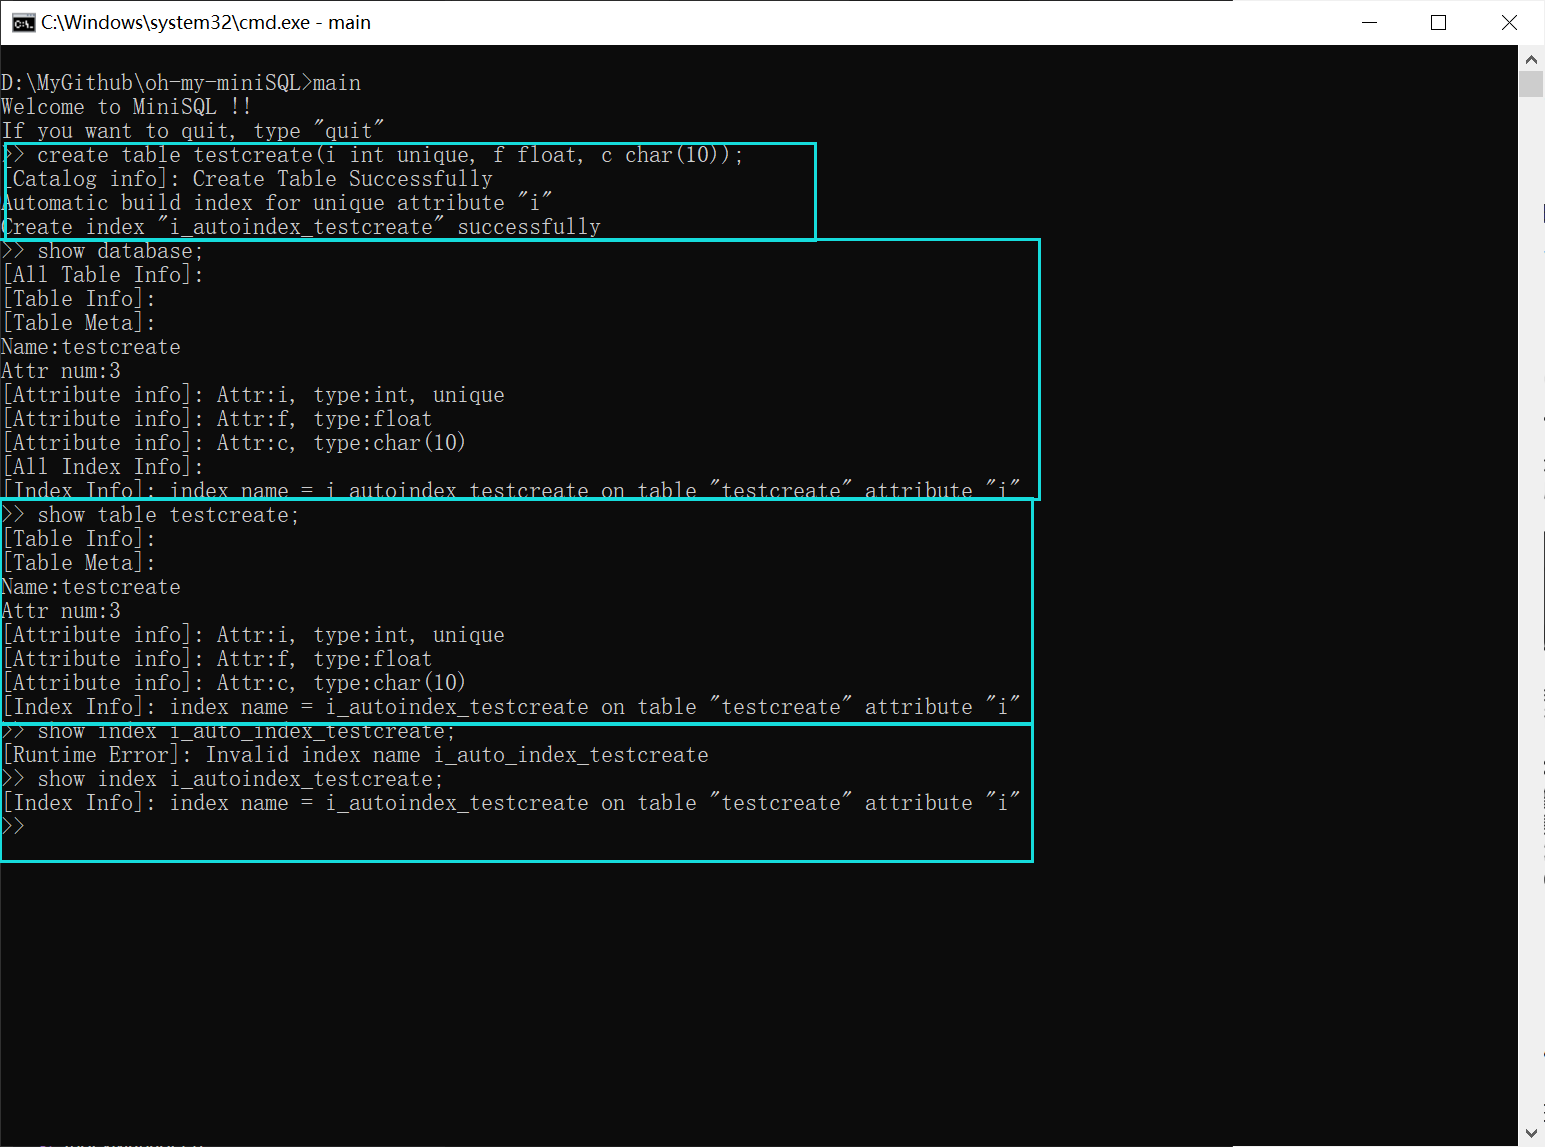 C:\Windows\system32\cmd.exe - main
D:\MyGithub\oh-my-miniSQL>main
Welcome to MiniSQL !!
If you want to quit, type "quit"
>> create table testcreate(i int unique, f float, c char(10));
[Catalog info]: Create Table Successfully
Automatic build index for unique attribute "i"
Create index "i_autoindex_testcreate" successfully
>> show database;
[All Table Info]:
[Table Info]:
[Table Meta]:
Name:testcreate
Attr num:3
[Attribute info]: Attr:i, type:int, unique
[Attribute info]: Attr:f, type:float
[Attribute info]: Attr:c, type:char(10)
[All Index Info]:
[Index Info]: index name = i_autoindex_testcreate on table "testcreate" attribute "i"
>> show table testcreate;
[Table Info]:
[Table Meta]:
Name:testcreate
Attr num:3
[Attribute info]: Attr:i, type:int, unique
[Attribute info]: Attr:f, type:float
[Attribute info]: Attr:c, type:char(10)
[Index Info]: index name = i_autoindex_testcreate on table "testcreate" attribute "i"
>> show index i_auto_index_testcreate;
[Runtime Error]: Invalid index name i_auto_index_testcreate
>> show index i_autoindex_testcreate;
[Index Info]: index name = i_autoindex_testcreate on table "testcreate" attribute "i"
>>